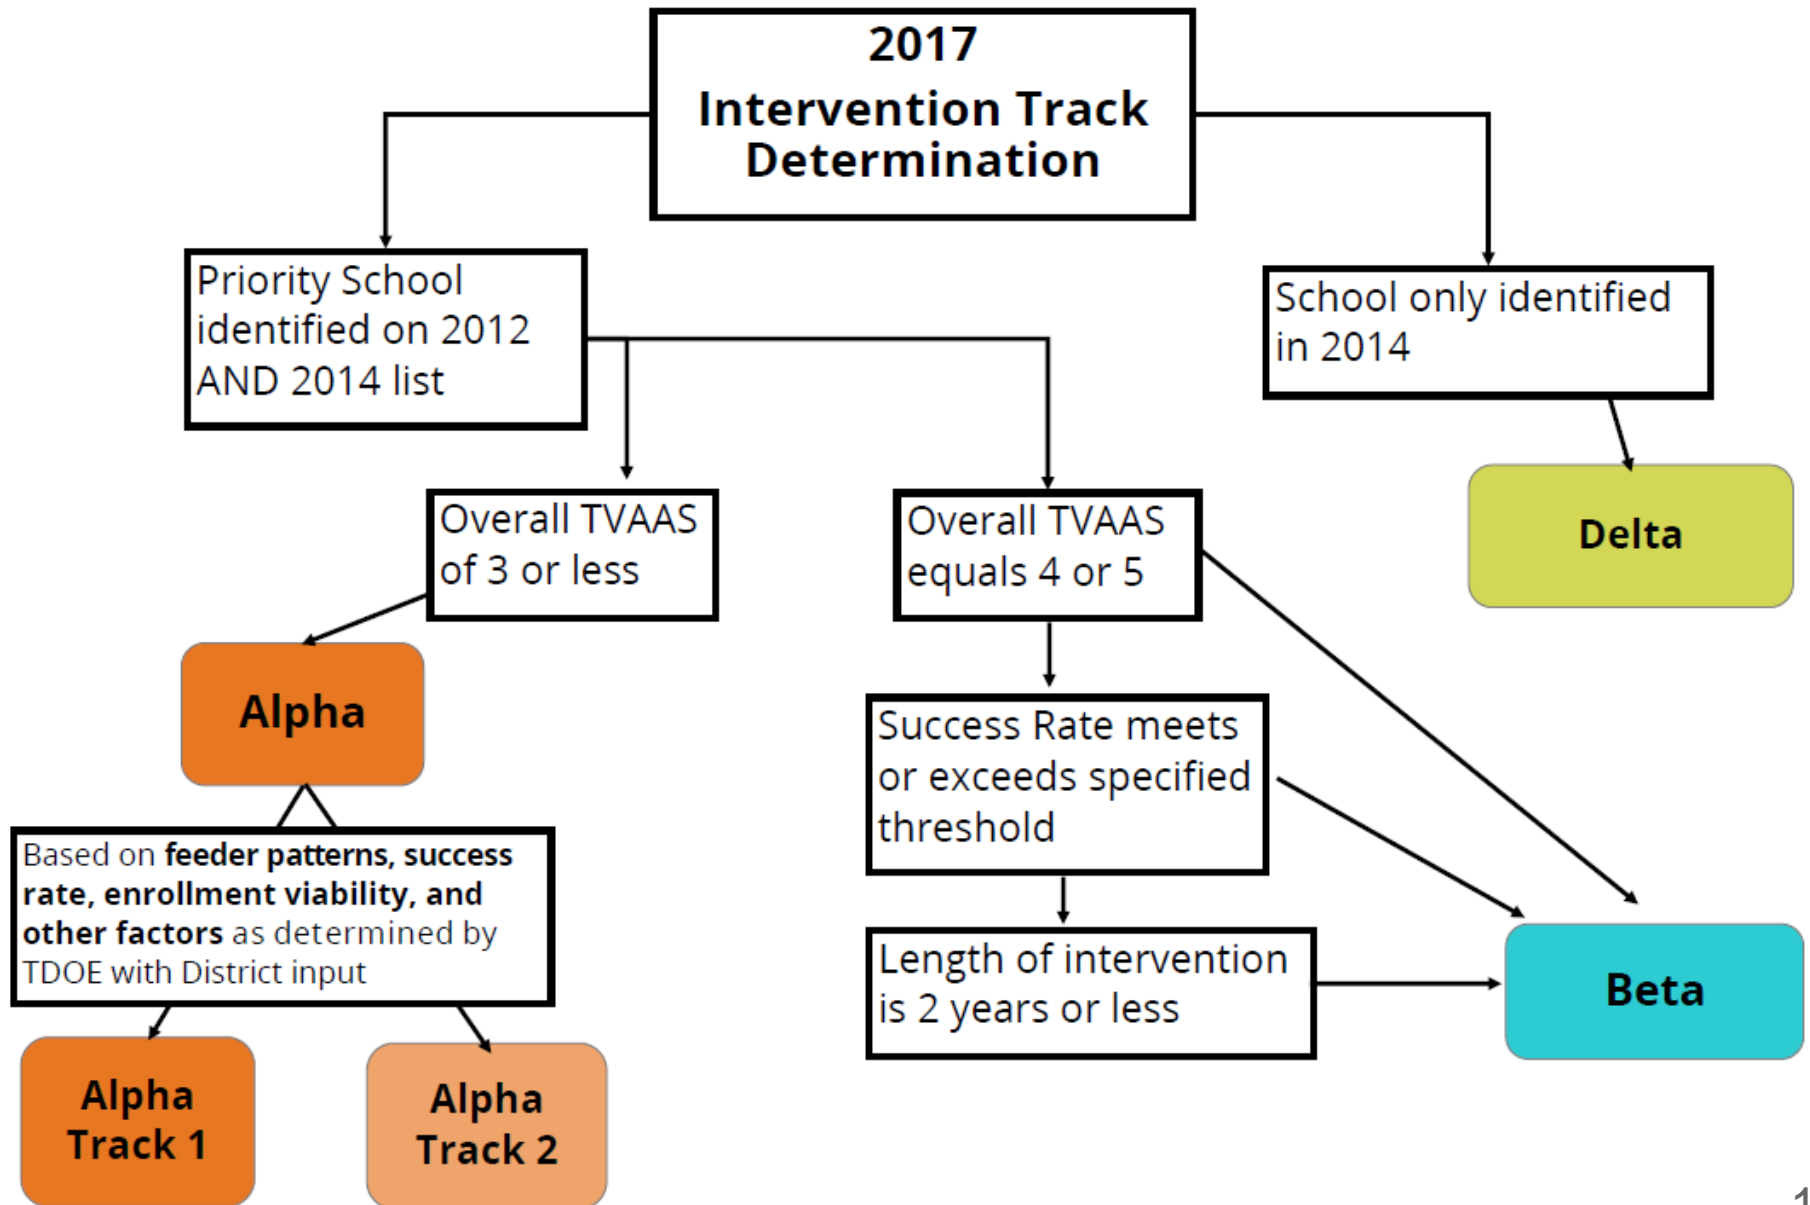 2017
Intervention Track
Determination
Priority School
identified on 2012
AND 2014 list
School only identified
in 2014
Overall TVAAS
of 3 or less
Overall TVAAS
equals 4 or 5
Delta
Alpha
Success Rate meets
or exceeds specified
threshold
Based on feeder patterns, success
rate, enrollment viability, and
other factors as determined by
TDOE with District input
Length of intervention
is 2 years or less
Beta
Alpha
Track 1
Alpha
Track 2
1